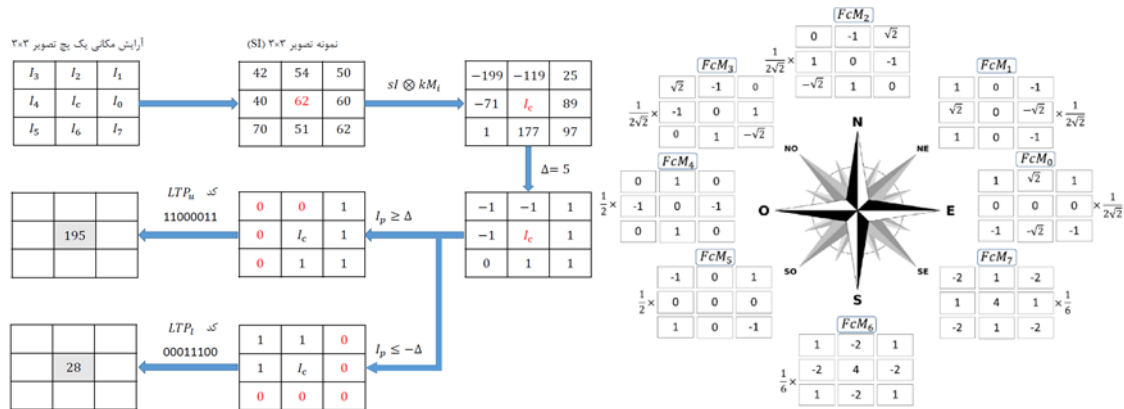 آرایش مکانی یک پچ تصویر ۳×۳
I₃ I₂ I₁
I₄ I_c I₀
I₅ I₆ I₇
نمونه تصویر ۳×۳ (SI)
42 54 50
40 62 60
70 51 62
sI ⊗ kMᵢ
−199 −119 25
−71 I_c 89
1 177 97
Δ= 5
−1 −1 1
−1 I_c 1
0 1 1
I_p ≥ Δ
0 0 1
0 I_c 1
0 1 1
کد LTP_u
11000011
195
I_p ≤ −Δ
1 1 0
1 I_c 0
0 0 0
کد LTP_l
00011100
28
FcM₂
0 -1 √2
1 0 -1
−√2 1 0
1/2√2 ×
FcM₃
√2 -1 0
-1 0 1
0 1 −√2
1/2√2 ×
FcM₁
1 0 -1
√2 0 −√2
1 0 -1
× 1/2√2
FcM₄
0 1 0
-1 0 -1
0 1 0
1/2 ×
FcM₀
1 √2 1
0 0 0
-1 −√2 -1
× 1/2√2
FcM₅
-1 0 1
0 0 0
1 0 -1
1/2 ×
FcM₇
-2 1 -2
1 4 1
-2 1 -2
× 1/6
FcM₆
1 -2 1
-2 4 -2
1 -2 1
1/6 ×
N
NO
NE
O
E
SO
SE
S